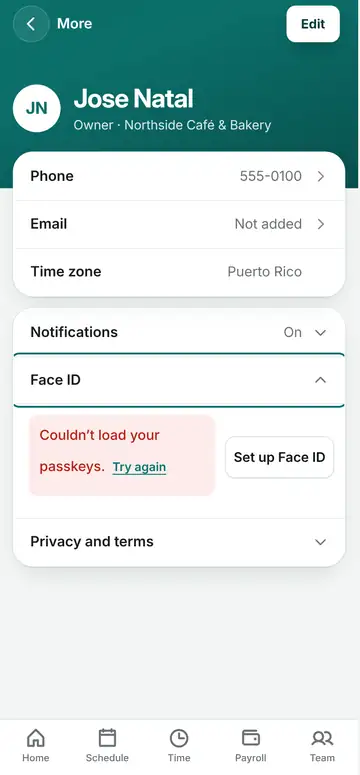 More
Edit
JN
Jose Natal
Owner · Northside Café & Bakery
Phone 555-0100
Email Not added
Time zone Puerto Rico
Notifications On
Face ID
Couldn’t load your
passkeys. Try again
Set up Face ID
Privacy and terms
Home Schedule Time Payroll Team